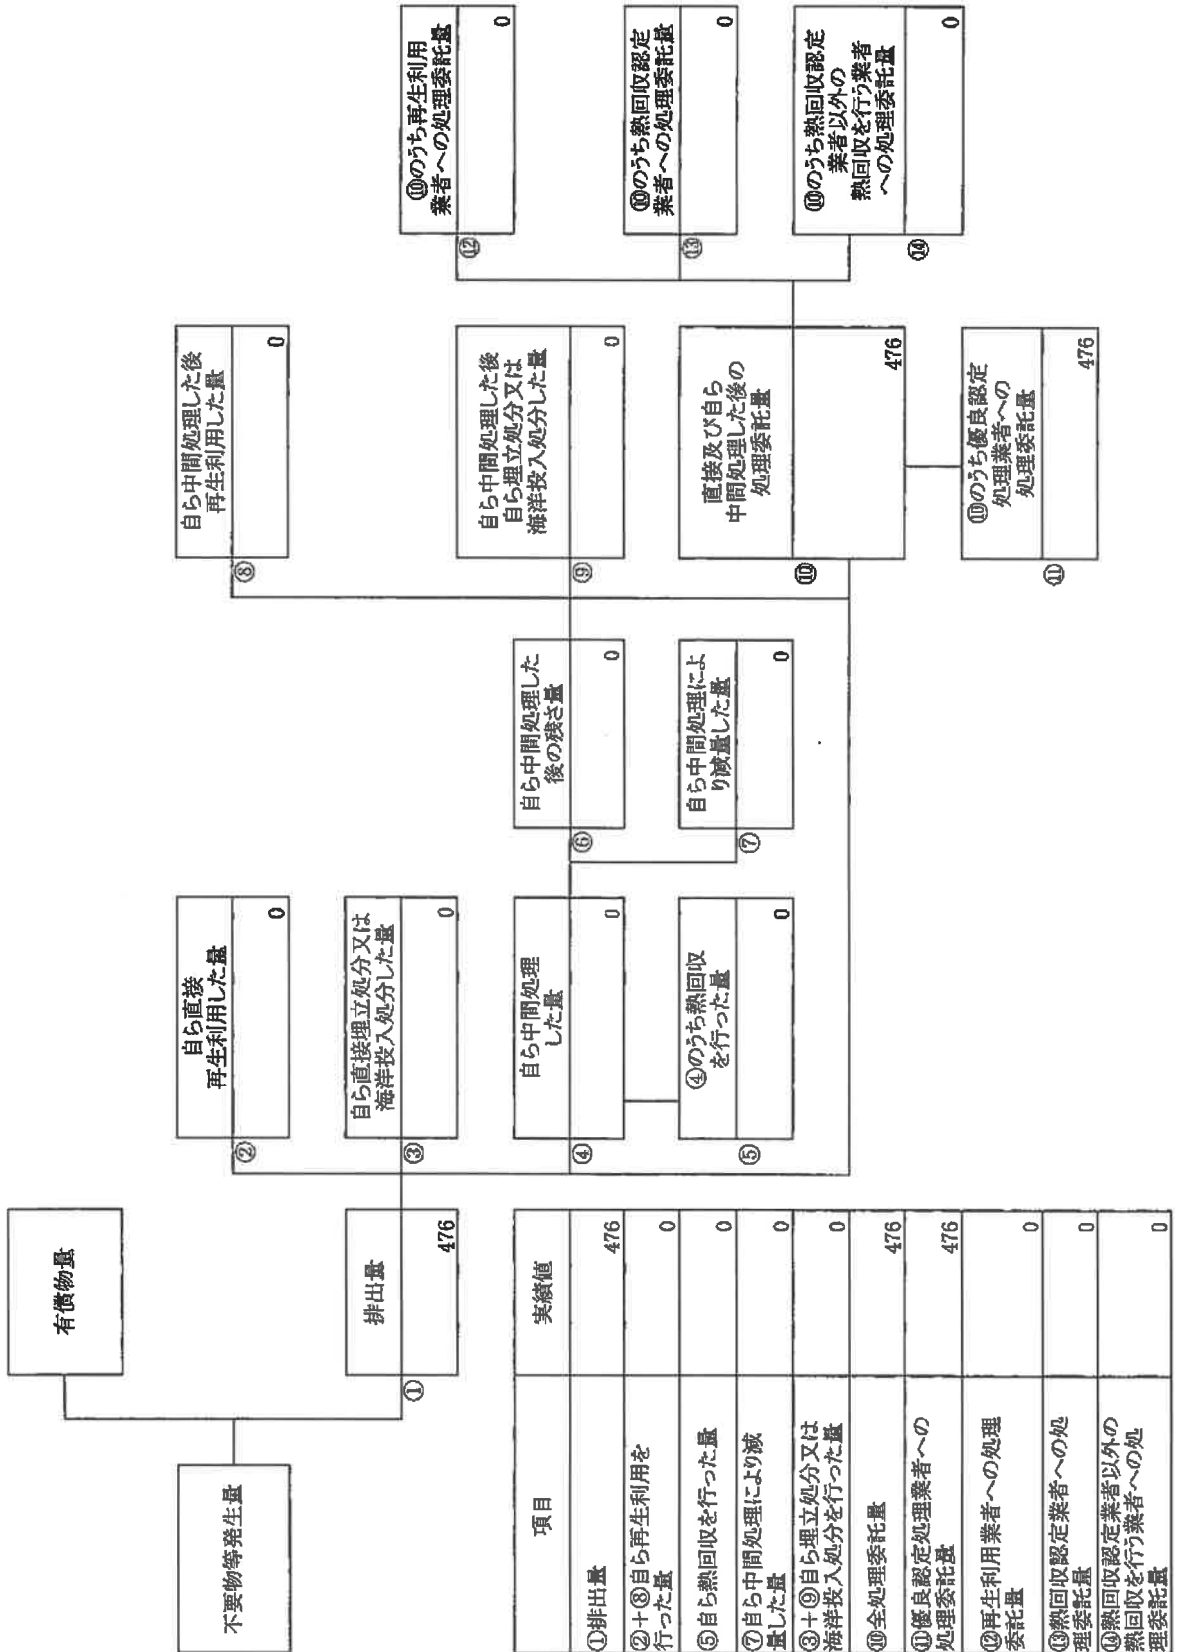 不要物等発生量
有償物量
①
排出量
476
②
自ら直接
再生利用した量
0
③
自ら直接埋立処分又は
海洋投入処分した量
0
④
自ら中間処理
した量
0
⑤
④のうち熱回収
を行った量
0
⑥
自ら中間処理した
後の残さ量
0
⑦
自ら中間処理によ
り減量した量
0
⑧
自ら中間処理した後
再生利用した量
0
⑨
自ら中間処理した後
自ら埋立処分又は
海洋投入処分した量
0
⑩
直接及び自ら
中間処理した後の
処理委託量
476
⑪
⑩のうち優良認定
処理業者への
処理委託量
476
⑫
⑩のうち再生利用
業者への処理委託量
0
⑬
⑩のうち熱回収認定
業者への処理委託量
0
⑭
⑩のうち熱回収認定
業者以外の
熱回収を行う業者
への処理委託量
0
項目 実績値
①排出量 476
②+⑧自ら再生利用を
行った量 0
⑤自ら熱回収を行った量 0
⑦自ら中間処理により減
量した量 0
③+⑨自ら埋立処分又は
海洋投入処分を行った量 0
⑩全処理委託量 476
⑪優良認定処理業者への
処理委託量 476
⑫再生利用業者への処理
委託量 0
⑬熱回収認定業者への処
理委託量 0
⑭熱回収認定業者以外の
熱回収を行う業者への処
理委託量 0